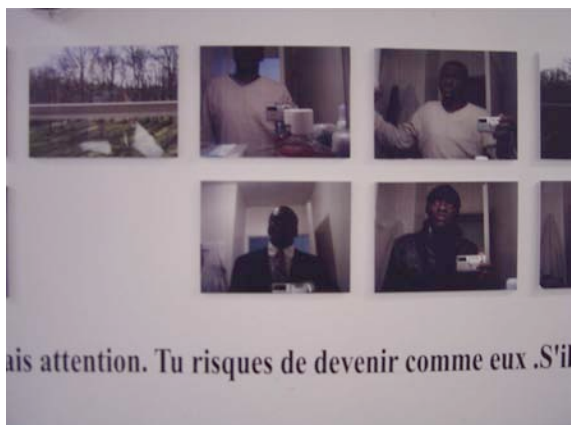 ais attention. Tu risques de devenir comme eux .S'il